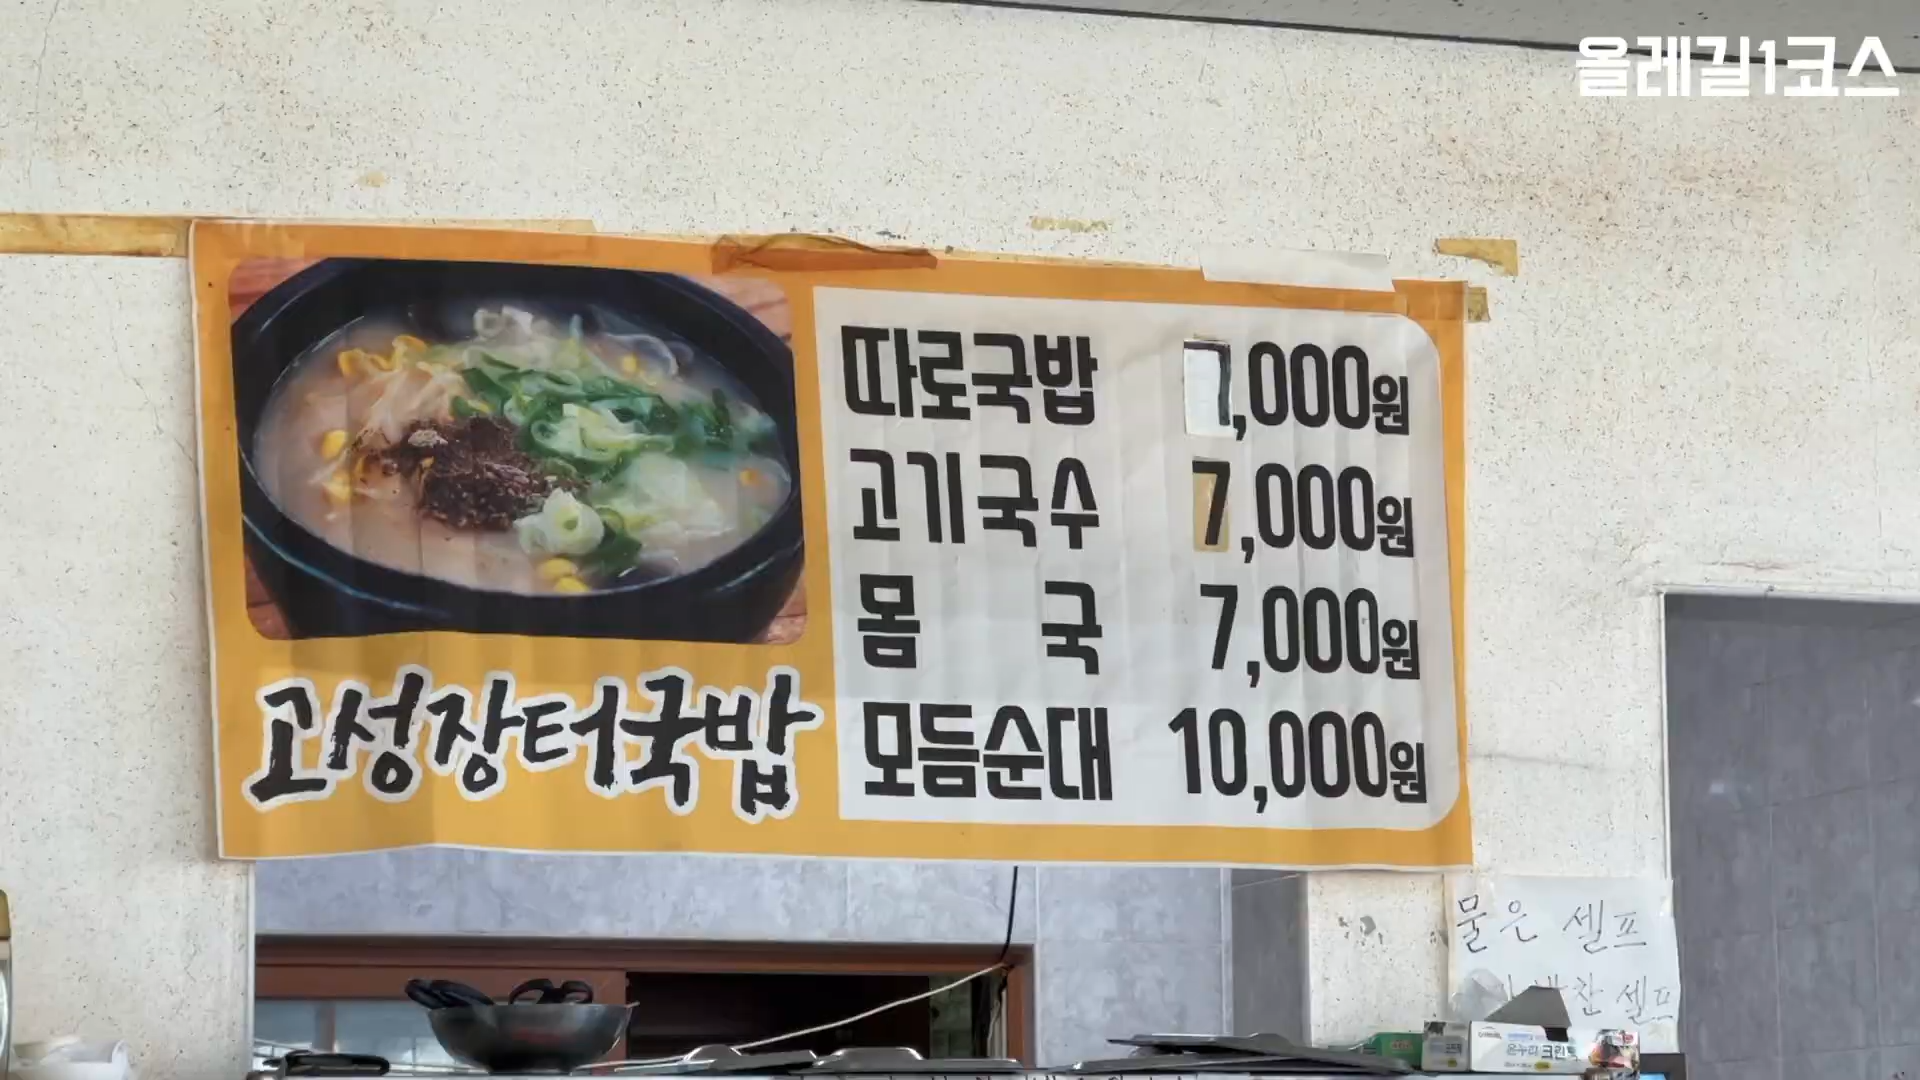 올레길1코스
따로국밥 ,000원
고기국수 7,000원
몸 국 7,000원
모듬순대 10,000원
고성장터국밥
물은 셀프
셀프
크린